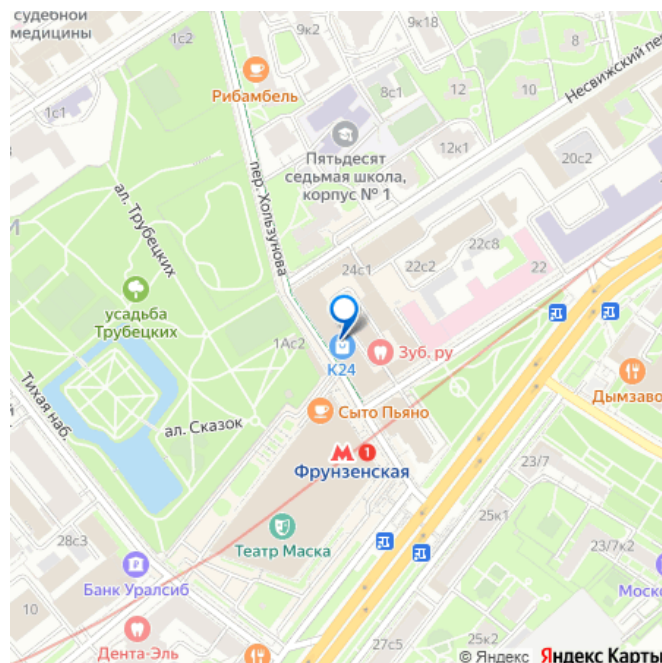 судебной
медицины
1с2
9к2
9к18
8
Рибамбель
1с1
8с1
12
10
Несвижский пер
Пятьдесят
седьмая школа,
корпус № 1
12к1
20с2
пер. Хользунова
ал. Трубецких
И
24с1
22с2
22с8
22
усадьба
Трубецких
1Ас2
К24
Зуб. ру
Тихая наб.
ал. Сказок
Сыто Пьяно
Дымзаво
М 1
Фрунзенская
23/7
25к1
Театр Маска
28с3
23/7к2
Банк Уралсиб
Моско
10
Дента-Эль
27с5
25к2
© Яндекс Яндекс Карты